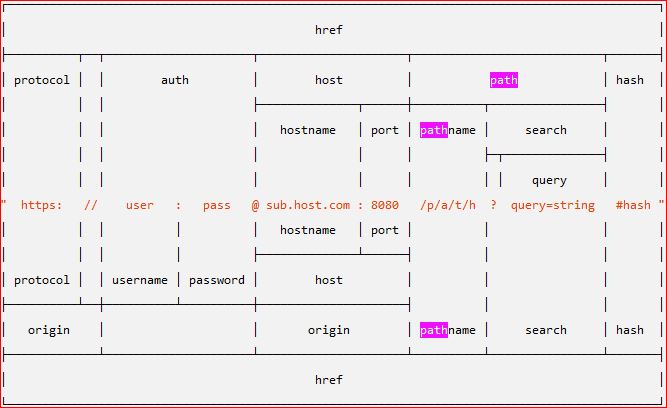 href
protocol auth host path hash
hostname port pathname search
query
" https: // user : pass @ sub.host.com : 8080 /p/a/t/h ? query=string #hash "
hostname port
protocol username password host
origin origin pathname search hash
href